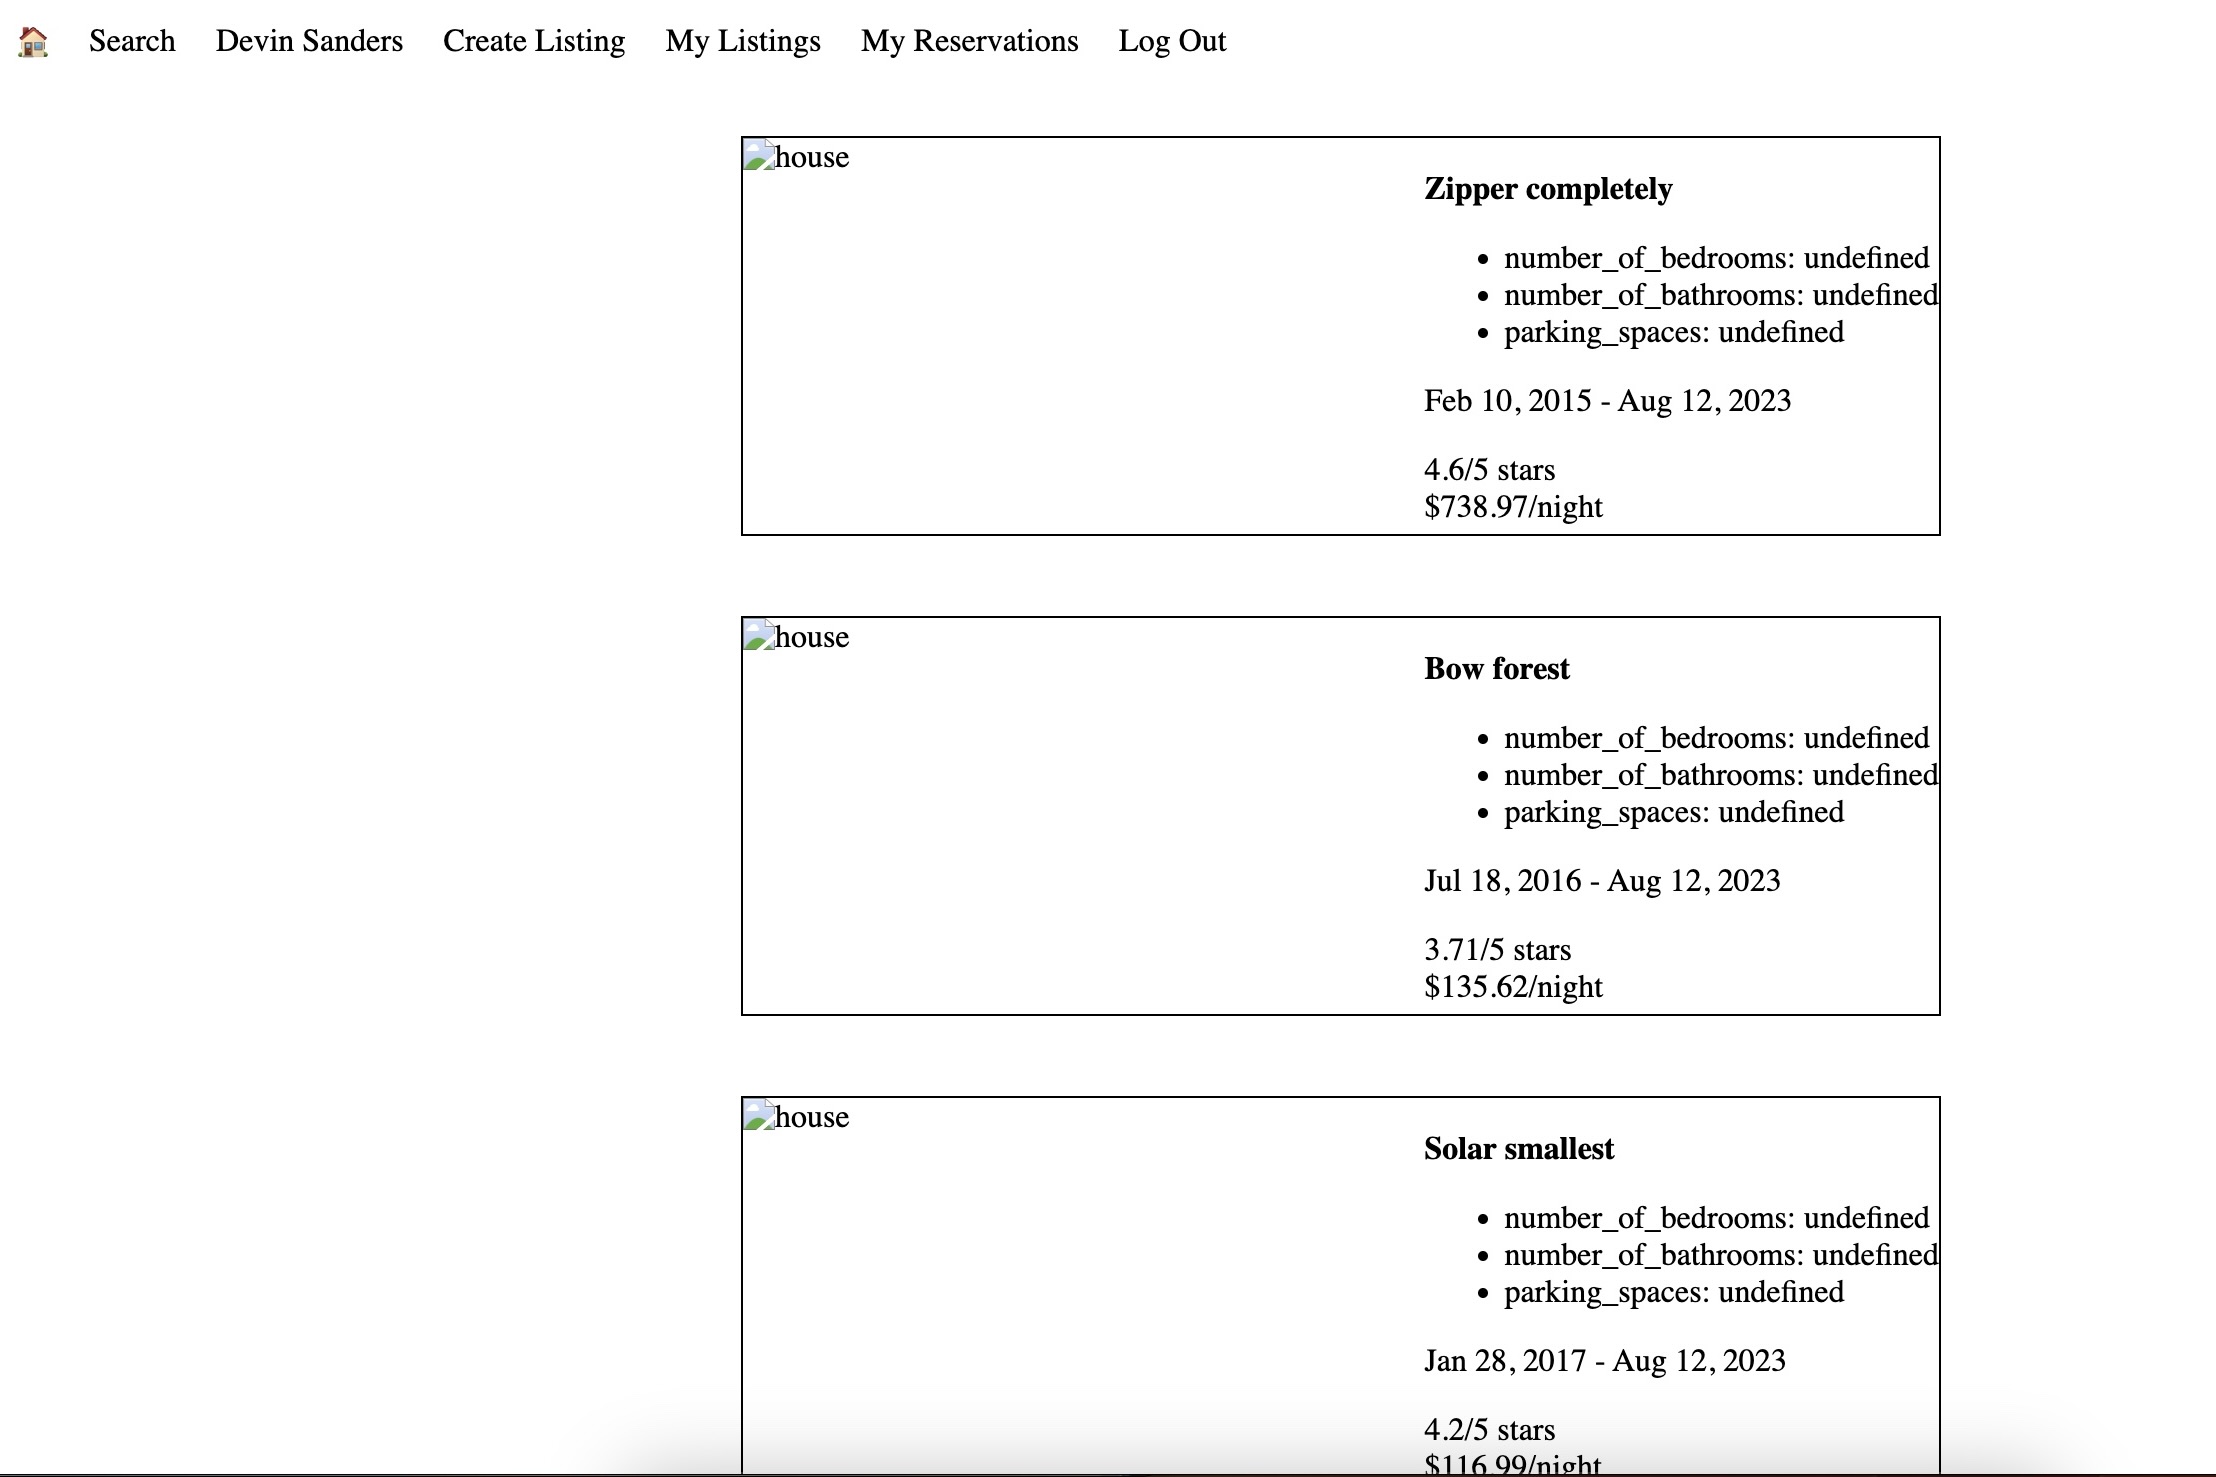 Search Devin Sanders Create Listing My Listings My Reservations Log Out
house
Zipper completely
number_of_bedrooms: undefined
number_of_bathrooms: undefined
parking_spaces: undefined
Feb 10, 2015 - Aug 12, 2023
4.6/5 stars
$738.97/night
house
Bow forest
number_of_bedrooms: undefined
number_of_bathrooms: undefined
parking_spaces: undefined
Jul 18, 2016 - Aug 12, 2023
3.71/5 stars
$135.62/night
house
Solar smallest
number_of_bedrooms: undefined
number_of_bathrooms: undefined
parking_spaces: undefined
Jan 28, 2017 - Aug 12, 2023
4.2/5 stars
$116.99/night